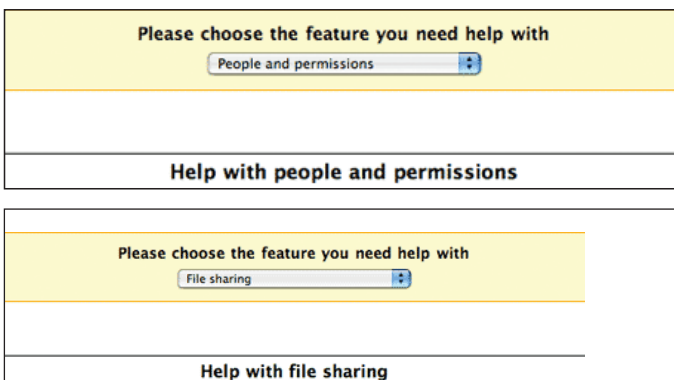 Please choose the feature you need help with
People and permissions
Help with people and permissions
Please choose the feature you need help with
File sharing
Help with file sharing